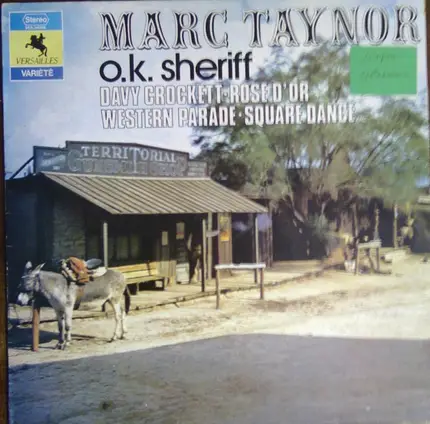 Stereo
MARC TAYNOR
VERSAILLES
VARIÉTÉ
o.k. sheriff
DAVY CROCKETT·ROSE D'OR
WESTERN PARADE·SQUARE DANCE
TERRITORIAL